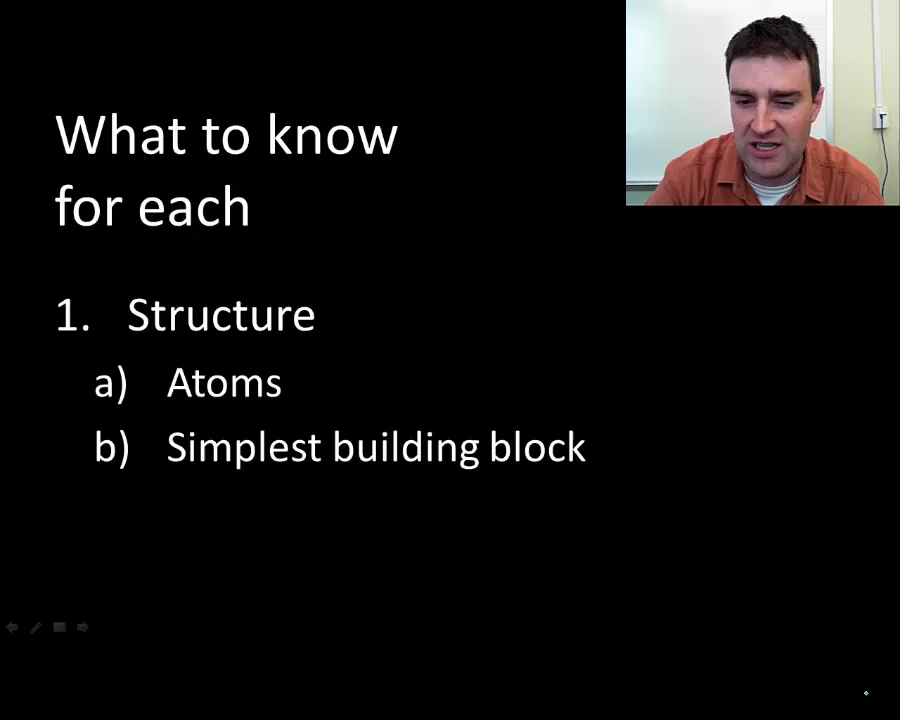 What to know
for each
1. Structure
a) Atoms
b) Simplest building block